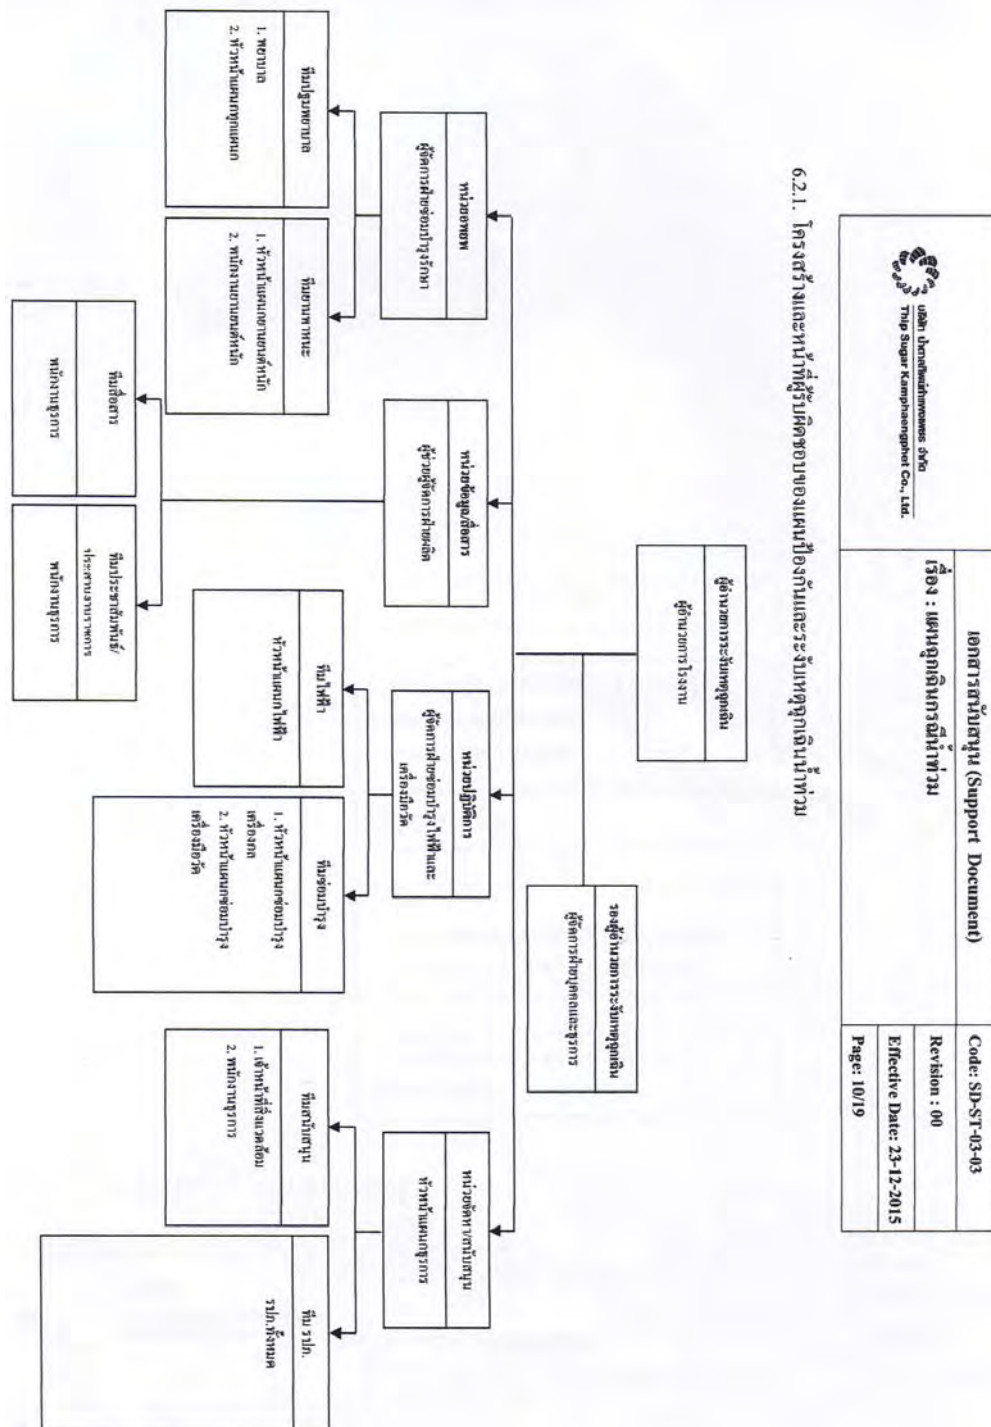 บริษัท น้ำตาลทิพย์กำแพงเพชร จำกัด
Thip Sugar Kamphaengphet Co., Ltd.
เอกสารสนับสนุน (Support Document)
เรื่อง : แผนฉุกเฉินกรณีน้ำท่วม
Code: SD-ST-03-03
Revision : 00
Effective Date: 23-12-2015
Page: 10/19
6.2.1. โครงสร้างและหน้าที่ผู้รับผิดชอบของแผนป้องกันและระงับเหตุฉุกเฉินน้ำท่วม
ผู้อำนวยการระงับเหตุฉุกเฉิน
ผู้อำนวยการโรงงาน
รองผู้อำนวยการระงับเหตุฉุกเฉิน
ผู้จัดการฝ่ายบุคคลและธุรการ
หน่วยอพยพ
ผู้จัดการฝ่ายซ่อมบำรุงรักษา
หน่วยข้อมูล/สื่อสาร
ผู้ช่วยผู้จัดการฝ่ายผลิต
หน่วยปฏิบัติการ
ผู้จัดการฝ่ายซ่อมบำรุงไฟฟ้าและ
เครื่องมือวัด
หน่วยจัดหา/สนับสนุน
หัวหน้าแผนกธุรการ
ทีมปฐมพยาบาล
1. พยาบาล
2. หัวหน้าแผนกทุกแผนก
ทีมยานพาหนะ
1. หัวหน้าแผนกยานยนต์หนัก
2. พนักงานยานยนต์หนัก
ทีมสื่อสาร
พนักงานธุรการ
ทีมประชาสัมพันธ์/
ประสานงานราชการ
พนักงานธุรการ
ทีมไฟฟ้า
หัวหน้าแผนกไฟฟ้า
ทีมซ่อมบำรุง
1. หัวหน้าแผนกซ่อมบำรุง
เครื่องกล
2. หัวหน้าแผนกซ่อมบำรุง
เครื่องมือวัด
ทีมสนับสนุน
1. เจ้าหน้าที่สิ่งแวดล้อม
2. พนักงานธุรการ
ทีม รปภ.
รปภ.ทั้งหมด